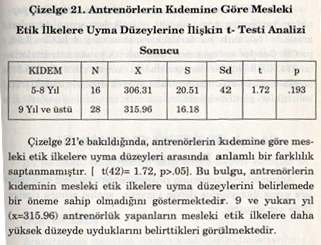 Çizelge 21. Antrenörlerin Kıdemine Göre Mesleki
Etik İlkelere Uyma Düzeylerine İlişkin t- Testi Analizi
Sonucu
KIDEM N X S Sd t p
5-8 Yıl 16 306.31 20.51 42 1.72 .193
9 Yıl ve üstü 28 315.96 16.18
Çizelge 21'e bakıldığında, antrenörlerin kıdemine göre mes-
leki etik ilkelere uyma düzeyleri arasında anlamlı bir farklılık
saptanmamıştır. [ t(42)= 1.72, p>.05]. Bu bulgu, antrenörlerin
kıdeminin mesleki etik ilkelere uyma düzeylerini belirlemede
bir öneme sahip olmadığını göstermektedir. 9 ve yukarı yıl
(x=315.96) antrenörlük yapanların mesleki etik ilkelere daha
yüksek düzeyde uyduklarını belirttikleri görülmektedir.